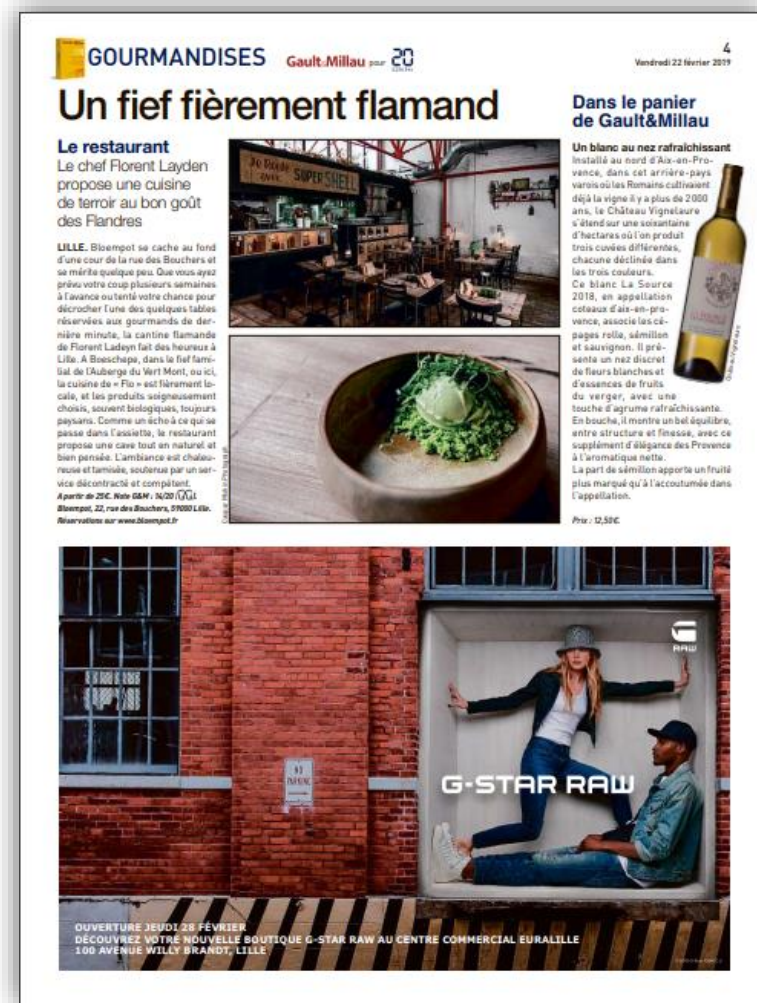 GOURMANDISES
Gault&Millau pour 20
4
Vendredi 22 février 2019
Un fief fièrement flamand
Le restaurant
Le chef Florent Layden
propose une cuisine
de terroir au bon goût
des Flandres
LILLE. Bloempot se cache au fond
d'une cour de la rue des Bouchers et
se mérite quelque peu. Que vous ayez
prévu votre coup plusieurs semaines
à l'avance ou tenté votre chance pour
décrocher l'une des quelques tables
réservées aux gourmands de der-
nière minute, la cantine flamande
de Florent Ladeyn fait des heureux à
Lille. A Boeschepe, dans le fief fami-
lial de l'Auberge du Vert Mont, ou ici,
la cuisine de « Flo » est fièrement lo-
cale, et les produits soigneusement
choisis, souvent biologiques, toujours
paysans. Comme un écho à ce qui se
passe dans l'assiette, le restaurant
propose une cave tout en naturel et
bien pensée. L'ambiance est chaleu-
reuse et tamisée, soutenue par un ser-
vice décontracté et compétent.
A partir de 25€. Note G&M : 14/20
Bloempot, 22, rue des Bouchers, 59000 Lille.
Réservations sur www.bloempot.fr
Je Roule
avec SUPER SHELL
Dans le panier
de Gault&Millau
Un blanc au nez rafraîchissant
Installé au nord d'Aix-en-Pro-
vence, dans cet arrière-pays
varois où les Romains cultivaient
déjà la vigne il y a plus de 2000
ans, le Château Vignelaure
s'étend sur une soixantaine
d'hectares où l'on produit
trois cuvées différentes,
chacune déclinée dans
les trois couleurs.
Ce blanc La Source
2018, en appellation
coteaux d'aix-en-pro-
vence, associe les cé-
pages rolle, sémillon
et sauvignon. Il pré-
sente un nez discret
de fleurs blanches et
d'essences de fruits
du verger, avec une
touche d'agrume rafraîchissante.
En bouche, il montre un bel équilibre,
entre structure et finesse, avec ce
supplément d'élégance des Provence
à l'aromatique nette.
La part de sémillon apporte un fruité
plus marqué qu'à l'accoutumée dans
l'appellation.
Prix : 12,50€.
G-STAR RAW
RAW
NO
PARKING
OUVERTURE JEUDI 28 FÉVRIER
DÉCOUVREZ VOTRE NOUVELLE BOUTIQUE G-STAR RAW AU CENTRE COMMERCIAL EURALILLE
100 AVENUE WILLY BRANDT, LILLE